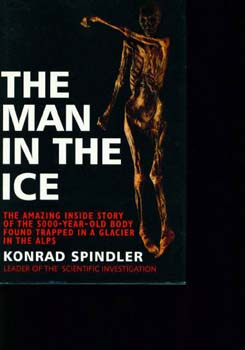 THE
MAN
IN THE
ICE
THE AMAZING INSIDE STORY
OF THE 5000-YEAR-OLD BODY
FOUND TRAPPED IN A GLACIER
IN THE ALPS
KONRAD SPINDLER
LEADER OF THE SCIENTIFIC INVESTIGATION